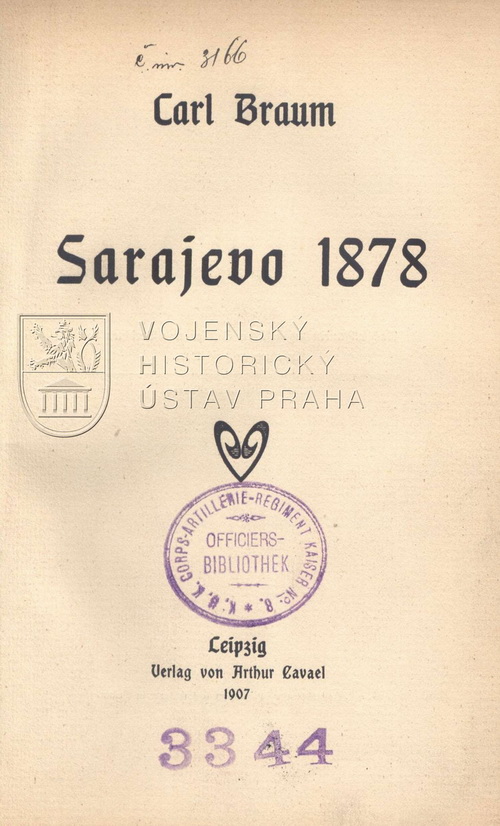 č. inv. 3166
Carl Braum
Sarajevo 1878
VOJENSKÝ
HISTORICKÝ
ÚSTAV PRAHA
K. U. K. CORPS-ARTILLERIE-REGIMENT KAISER No. 8. *
OFFICIERS-
BIBLIOTHEK
Leipzig
Verlag von Arthur Cavael
1907
3344